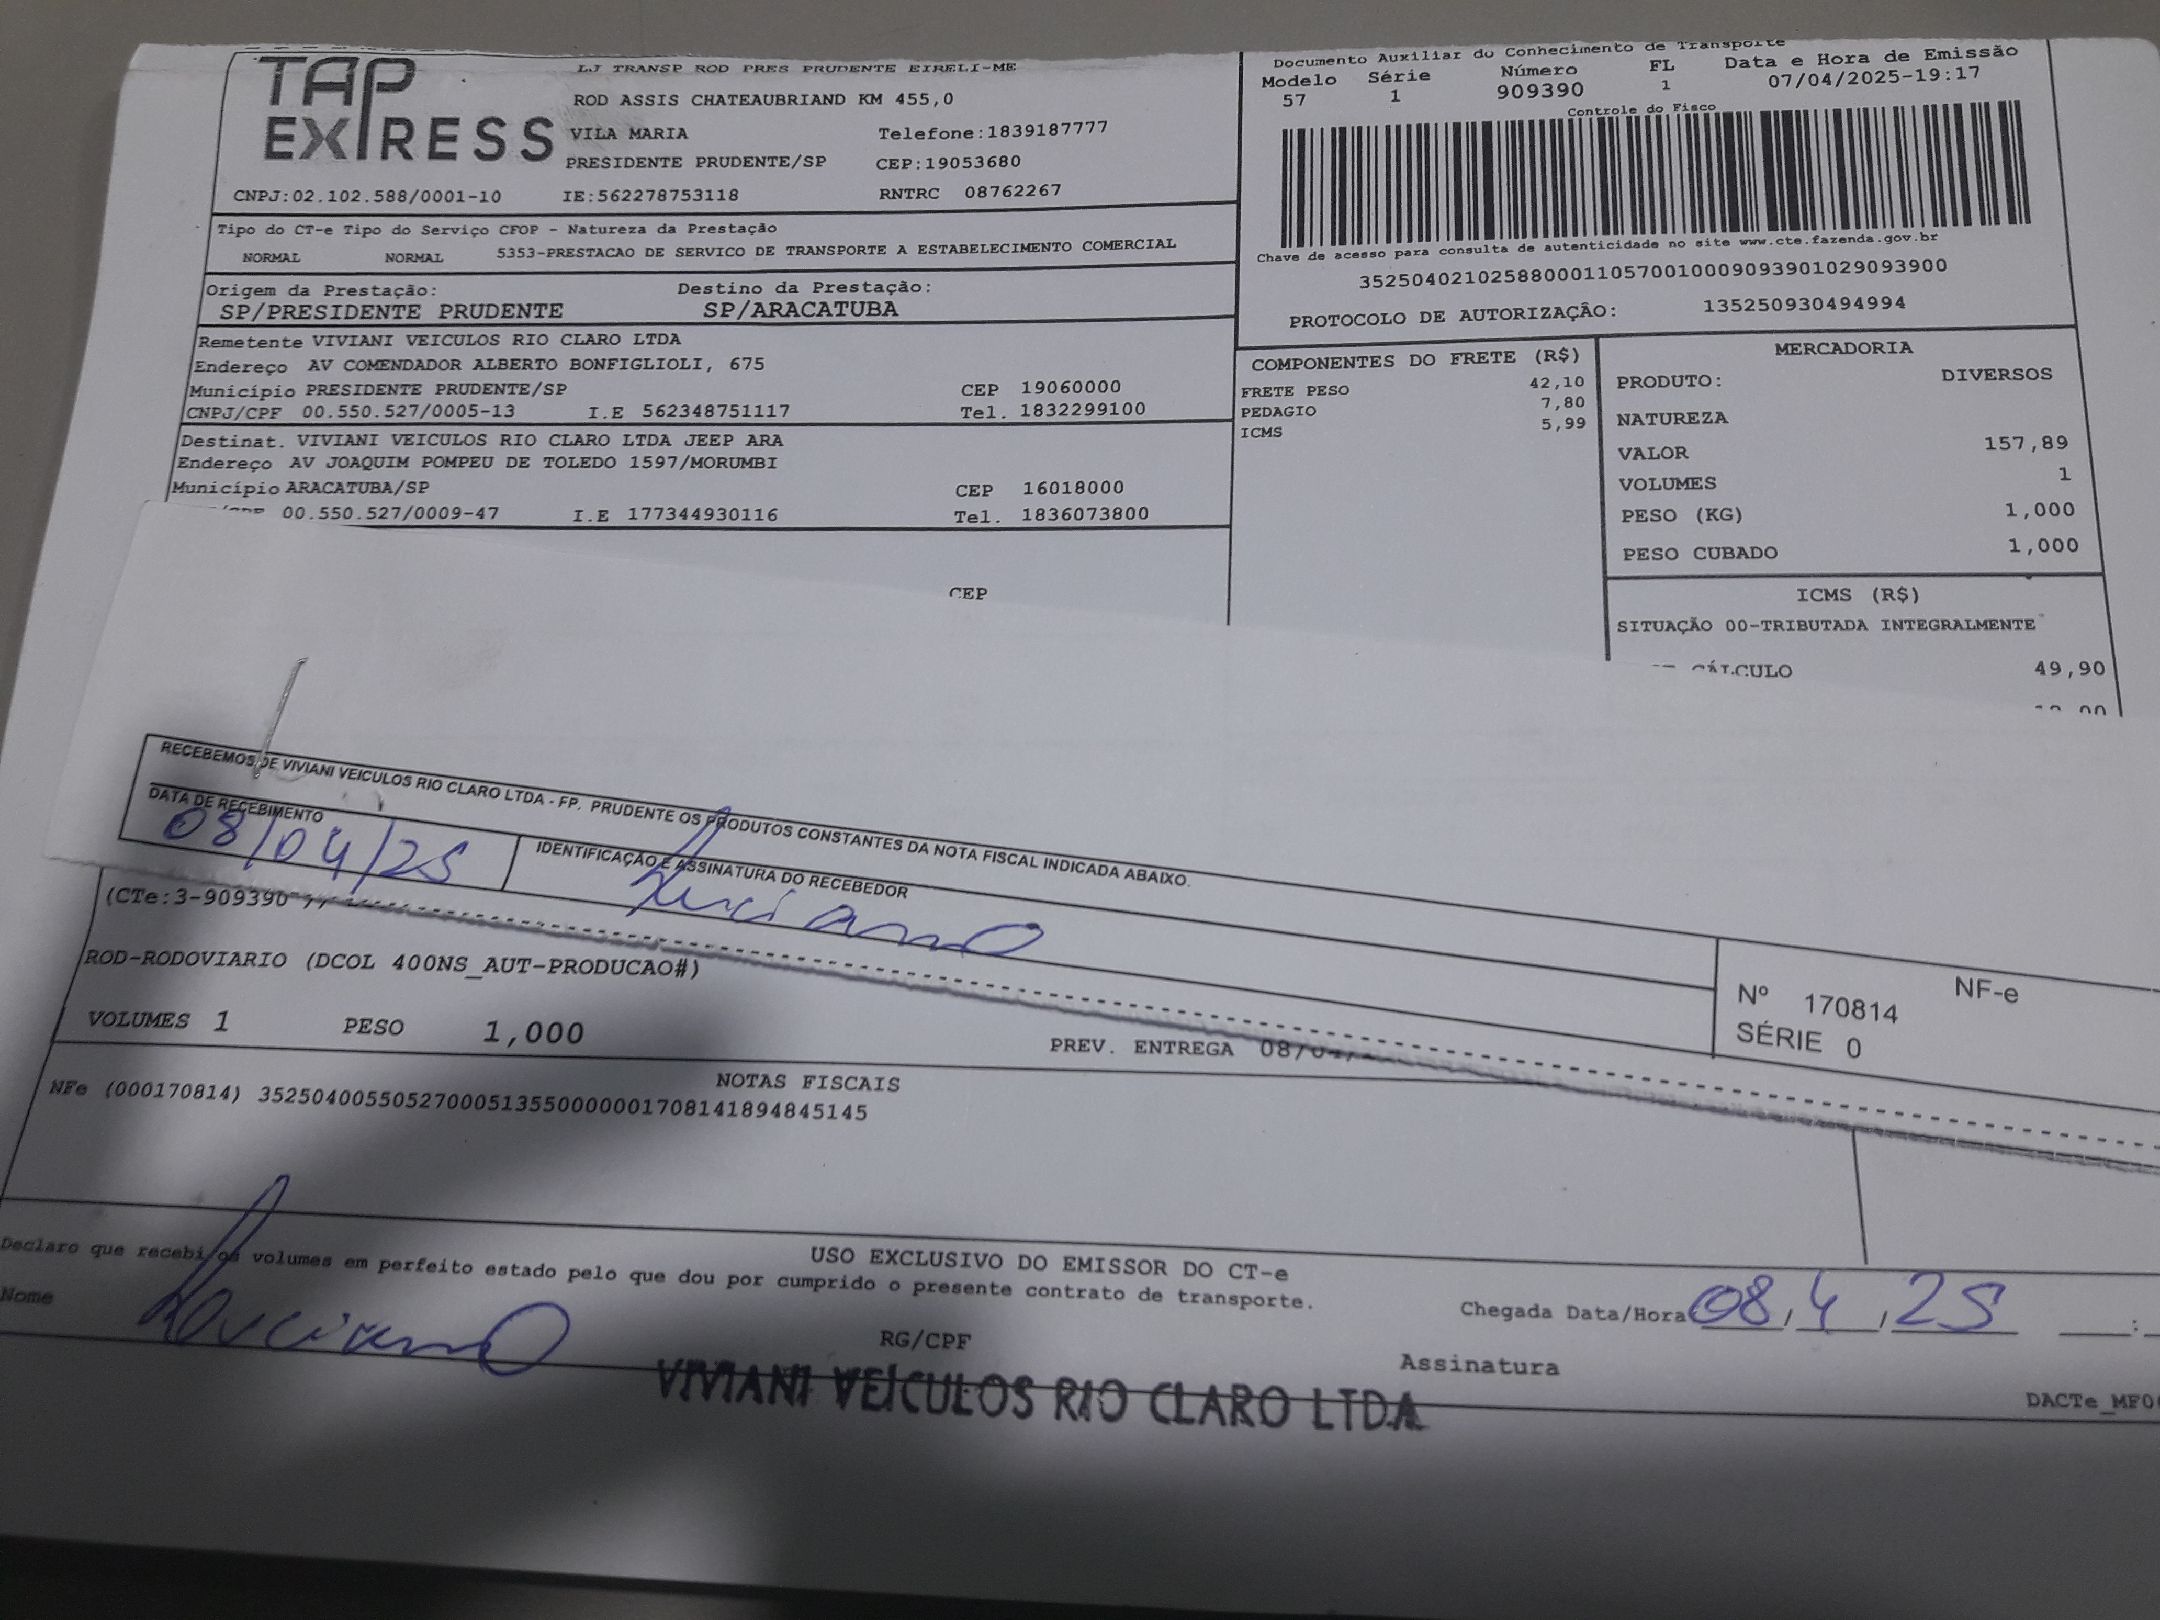 TAP EXPRESS
LJ TRANSP ROD PRES PRUDENTE EIRELI-ME
ROD ASSIS CHATEAUBRIAND KM 455,0
VILA MARIA Telefone:1839187777
PRESIDENTE PRUDENTE/SP CEP:19053680
CNPJ:02.102.588/0001-10 IE:562278753118 RNTRC 08762267
Documento Auxiliar do Conhecimento de Transporte
Modelo Série Número FL Data e Hora de Emissão
57 1 909390 1 07/04/2025-19:17
Controle do Fisco
Chave de acesso para consulta de autenticidade no site www.cte.fazenda.gov.br
35250402102588000110570010009093901029093900
PROTOCOLO DE AUTORIZAÇÃO: 135250930494994
Tipo do CT-e Tipo do Serviço CFOP - Natureza da Prestação
NORMAL NORMAL 5353-PRESTACAO DE SERVICO DE TRANSPORTE A ESTABELECIMENTO COMERCIAL
Origem da Prestação: Destino da Prestação:
SP/PRESIDENTE PRUDENTE SP/ARACATUBA
Remetente VIVIANI VEICULOS RIO CLARO LTDA
Endereço AV COMENDADOR ALBERTO BONFIGLIOLI, 675
Município PRESIDENTE PRUDENTE/SP CEP 19060000
CNPJ/CPF 00.550.527/0005-13 I.E 562348751117 Tel. 1832299100
Destinat. VIVIANI VEICULOS RIO CLARO LTDA JEEP ARA
Endereço AV JOAQUIM POMPEU DE TOLEDO 1597/MORUMBI
Município ARACATUBA/SP CEP 16018000
00.550.527/0009-47 I.E 177344930116 Tel. 1836073800
CEP
COMPONENTES DO FRETE (R$)
FRETE PESO 42,10
PEDAGIO 7,80
ICMS 5,99
MERCADORIA
PRODUTO: DIVERSOS
NATUREZA
VALOR 157,89
VOLUMES 1
PESO (KG) 1,000
PESO CUBADO 1,000
ICMS (R$)
SITUAÇÃO 00-TRIBUTADA INTEGRALMENTE
CÁLCULO 49,90
RECEBEMOS DE VIVIANI VEICULOS RIO CLARO LTDA - FP. PRUDENTE OS PRODUTOS CONSTANTES DA NOTA FISCAL INDICADA ABAIXO.
DATA DE RECEBIMENTO IDENTIFICAÇÃO E ASSINATURA DO RECEBEDOR
08/04/25 Luciano
NF-e
Nº 170814
SÉRIE 0
(CTe:3-909390
ROD-RODOVIARIO (DCOL 400NS_AUT-PRODUCAO#)
VOLUMES 1 PESO 1,000 PREV. ENTREGA 08/04/
NOTAS FISCAIS
NFe (000170814) 35250400550527000513550000001708141894845145
USO EXCLUSIVO DO EMISSOR DO CT-e
Declaro que recebi os volumes em perfeito estado pelo que dou por cumprido o presente contrato de transporte.
Nome Luciano RG/CPF Chegada Data/Hora 08/4/25 :
Assinatura
VIVIANI VEÍCULOS RIO CLARO LTDA